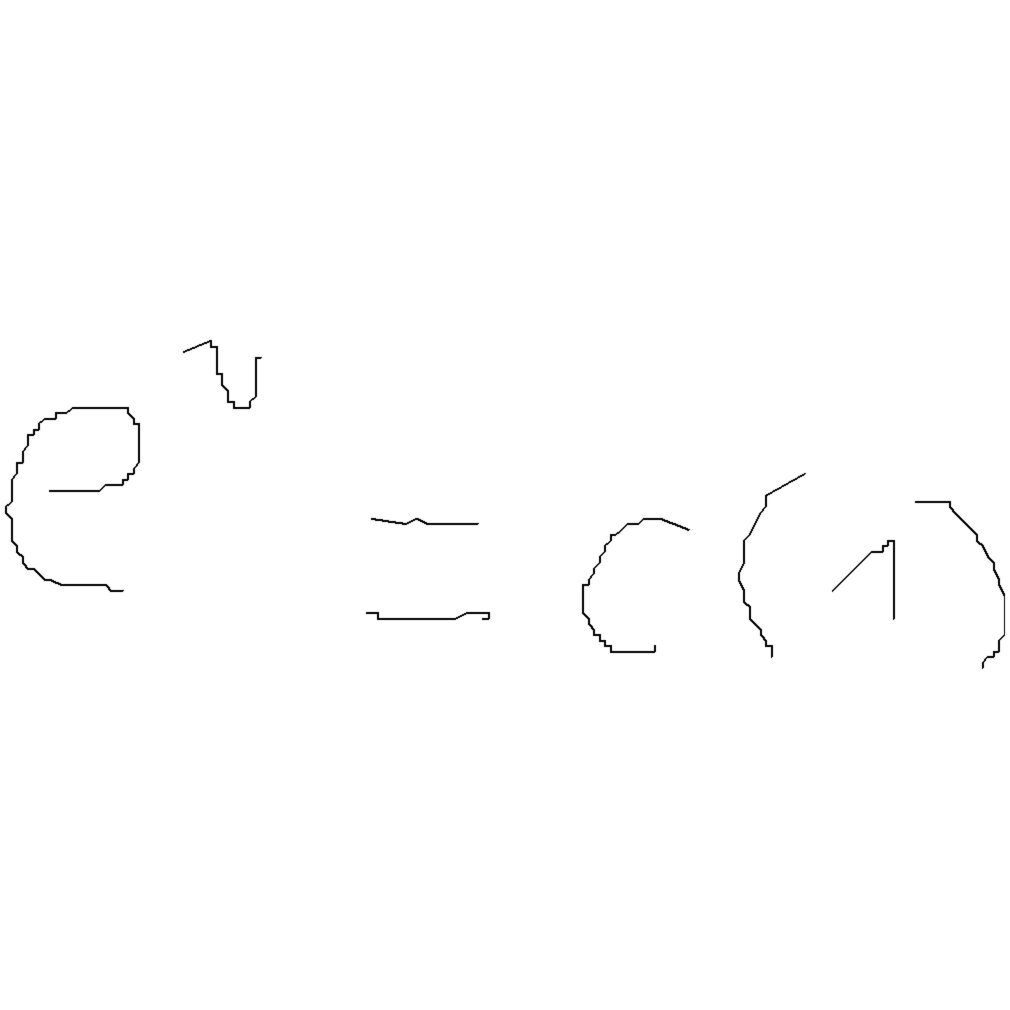 e^v = c(1)